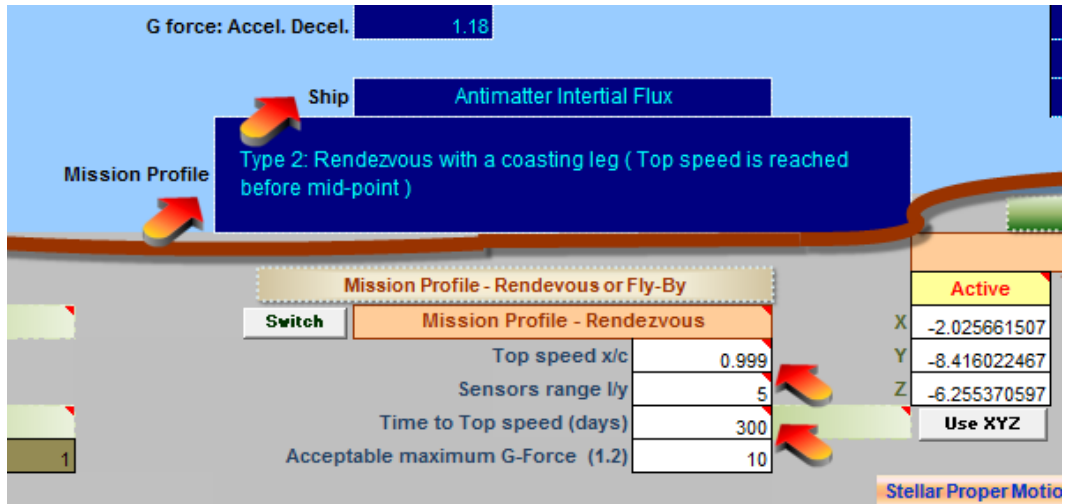 G force: Accel. Decel. 1.18
Ship Antimatter Intertial Flux
Mission Profile
Type 2: Rendezvous with a coasting leg ( Top speed is reached
before mid-point )
Mission Profile - Rendevous or Fly-By
Active
Switch Mission Profile - Rendezvous
X -2.025661507
Top speed x/c 0.999
Y -8.416022467
Sensors range l/y 5
Z -6.255370597
Time to Top speed (days) 300
Use XYZ
Acceptable maximum G-Force (1.2) 10
1
Stellar Proper Motio